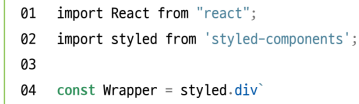 01 import React from "react";
02 import styled from 'styled-components';
03
04 const Wrapper = styled.div`